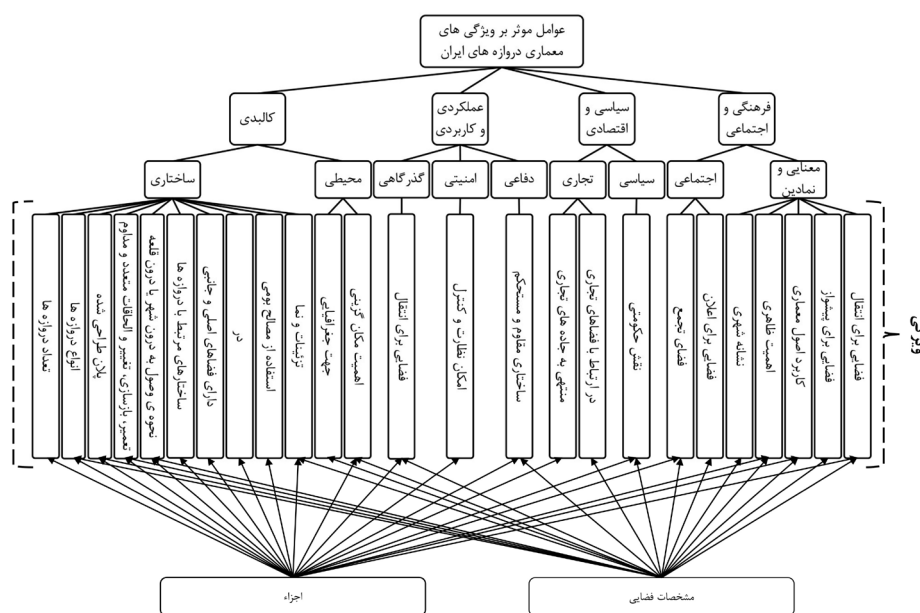 عوامل موثر بر ویژگی های
معماری دروازه های ایران
فرهنگی و
اجتماعی
سیاسی و
اقتصادی
عملکردی
و کاربردی
کالبدی
معنایی و
نمادین
اجتماعی
سیاسی
تجاری
دفاعی
امنیتی
گذرگاهی
محیطی
ساختاری
فضایی برای انتقال
فضایی برای پیشواز
کاربرد اصول معماری
اهمیت ظاهری
نشانه شهری
فضایی برای اعلان
فضای تجمع
نقش حکومتی
در ارتباط با فضاهای تجاری
منتهی به جاده های تجاری
ساختاری مقاوم و مستحکم
امکان نظارت و کنترل
فضایی برای انتقال
اهمیت مکان گزینی
جهت جغرافیایی
تزئینات و نما
استفاده از مصالح بومی
در
دارای فضاهای اصلی و جانبی
ساختارهای مرتبط با دروازه ها
نحوه ی وصول به درون شهر یا درون قلعه
تعمیر، بازسازی، تغییر و الحاقات متعدد و مداوم
پلان طراحی شده
انواع دروازه ها
تعداد دروازه ها
مشخصات فضایی
اجزاء